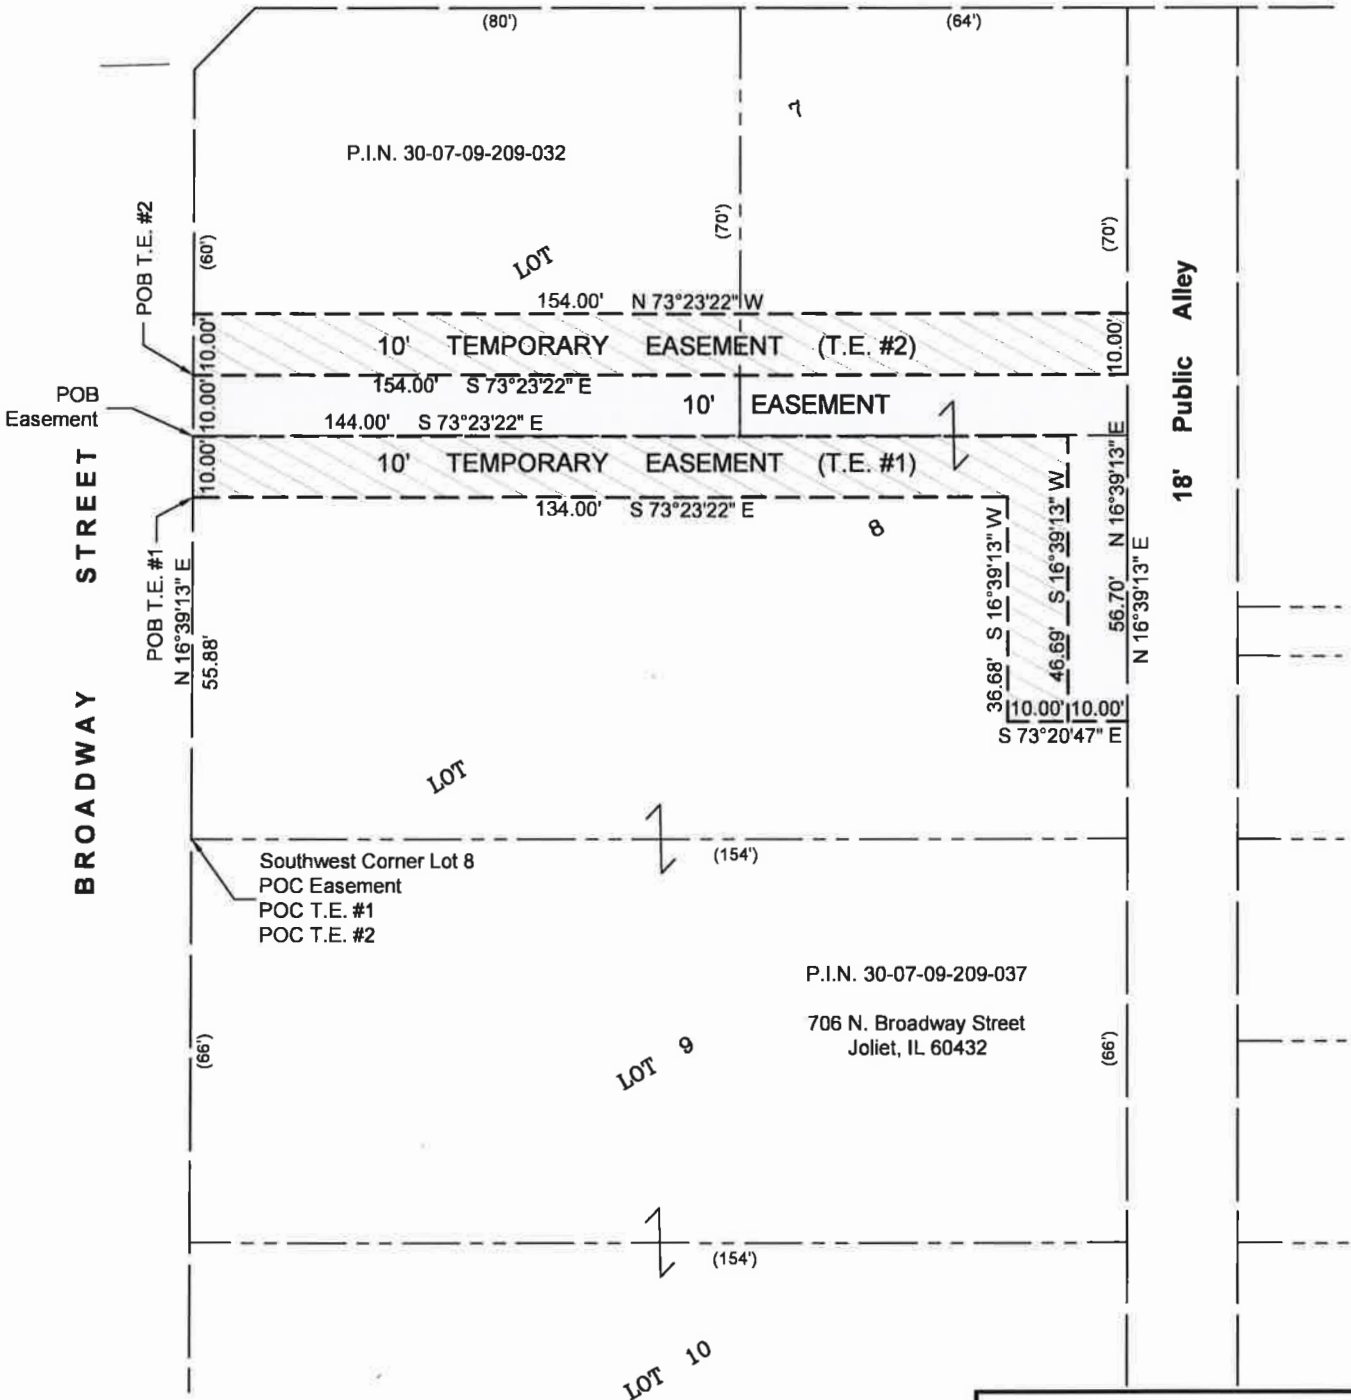 (80')
(64')
7
P.I.N. 30-07-09-209-032
POB T.E. #2
(60')
(70')
(70')
LOT
18' Public Alley
154.00' N 73°23'22" W
10.00'
10' TEMPORARY EASEMENT (T.E. #2)
10.00'
154.00' S 73°23'22" E
POB
Easement
10.00'
10' EASEMENT
144.00' S 73°23'22" E
10.00'
10' TEMPORARY EASEMENT (T.E. #1)
134.00' S 73°23'22" E
8
BROADWAY STREET
POB T.E. #1
N 16°39'13" E
55.88'
36.68' S 16°39'13" W
46.69' S 16°39'13" W
56.70' N 16°39'13" E
N 16°39'13" E
10.00' 10.00'
S 73°20'47" E
LOT
(154')
Southwest Corner Lot 8
POC Easement
POC T.E. #1
POC T.E. #2
P.I.N. 30-07-09-209-037
706 N. Broadway Street
Joliet, IL 60432
(66')
LOT 9
(66')
(154')
LOT 10